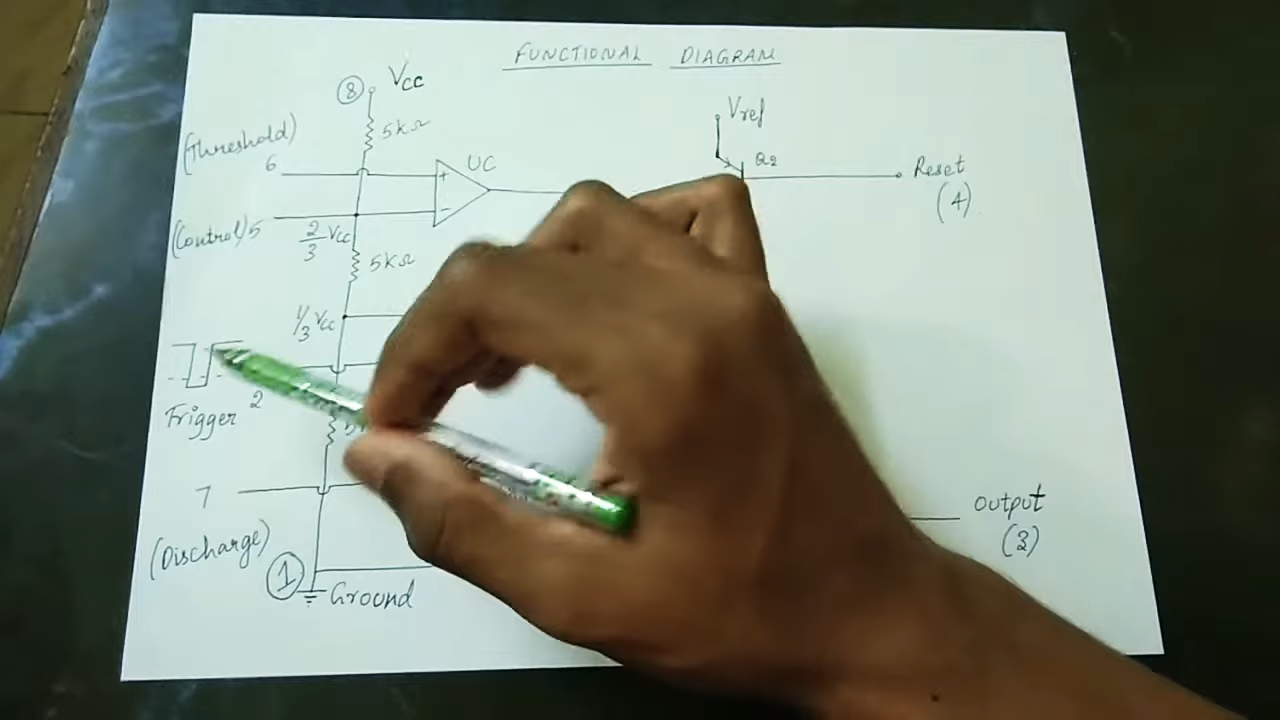 FUNCTIONAL DIAGRAM
8 Vcc
5kΩ
(Threshold)
6
UC
+
-
Vref
Q2
Reset
(4)
(Control) 5
2/3 Vcc
5kΩ
1/3 Vcc
Trigger 2
7
(Discharge)
1
Ground
Output
(3)